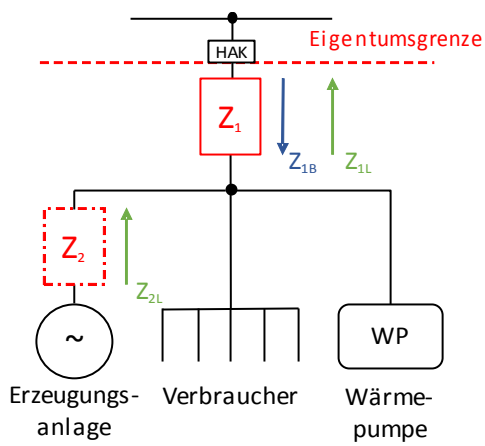 Eigentumsgrenze
HAK
Z1
Z1B
Z1L
Z2
Z2L
~
WP
Erzeugungs-
anlage
Verbraucher
Wärme-
pumpe